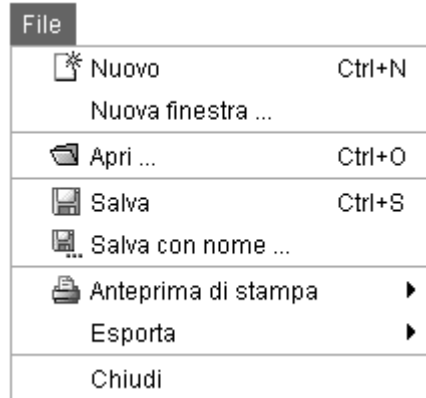 File
Nuovo Ctrl+N
Nuova finestra ...
Apri ... Ctrl+O
Salva Ctrl+S
Salva con nome ...
Anteprima di stampa
Esporta
Chiudi